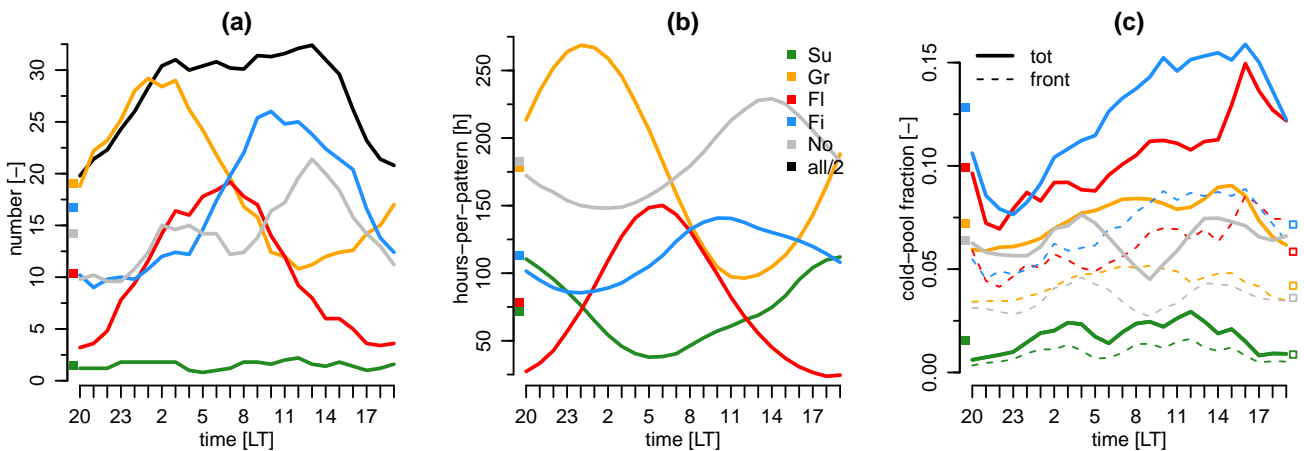 (a)
number [–]
0 5 10 15 20 25 30
20 23 2 5 8 11 14 17
time [LT]
(b)
hours-per-pattern [h]
50 100 150 200 250
20 23 2 5 8 11 14 17
time [LT]
Su
Gr
Fl
Fi
No
all/2
(c)
cold-pool fraction [–]
0.00 0.05 0.10 0.15
20 23 2 5 8 11 14 17
time [LT]
tot
front